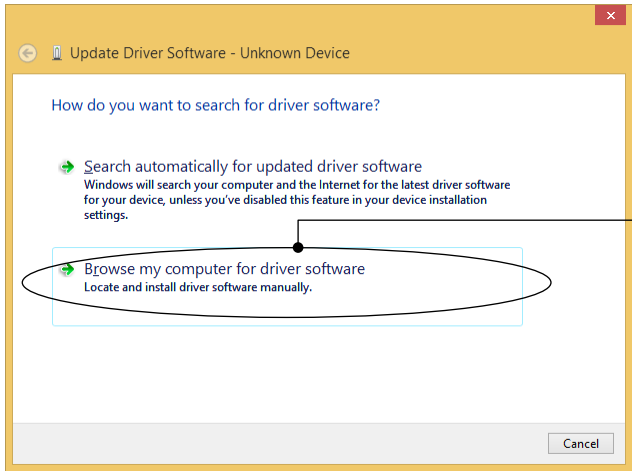 Update Driver Software - Unknown Device
How do you want to search for driver software?
Search automatically for updated driver software
Windows will search your computer and the Internet for the latest driver software
for your device, unless you've disabled this feature in your device installation
settings.
Browse my computer for driver software
Locate and install driver software manually.
Cancel